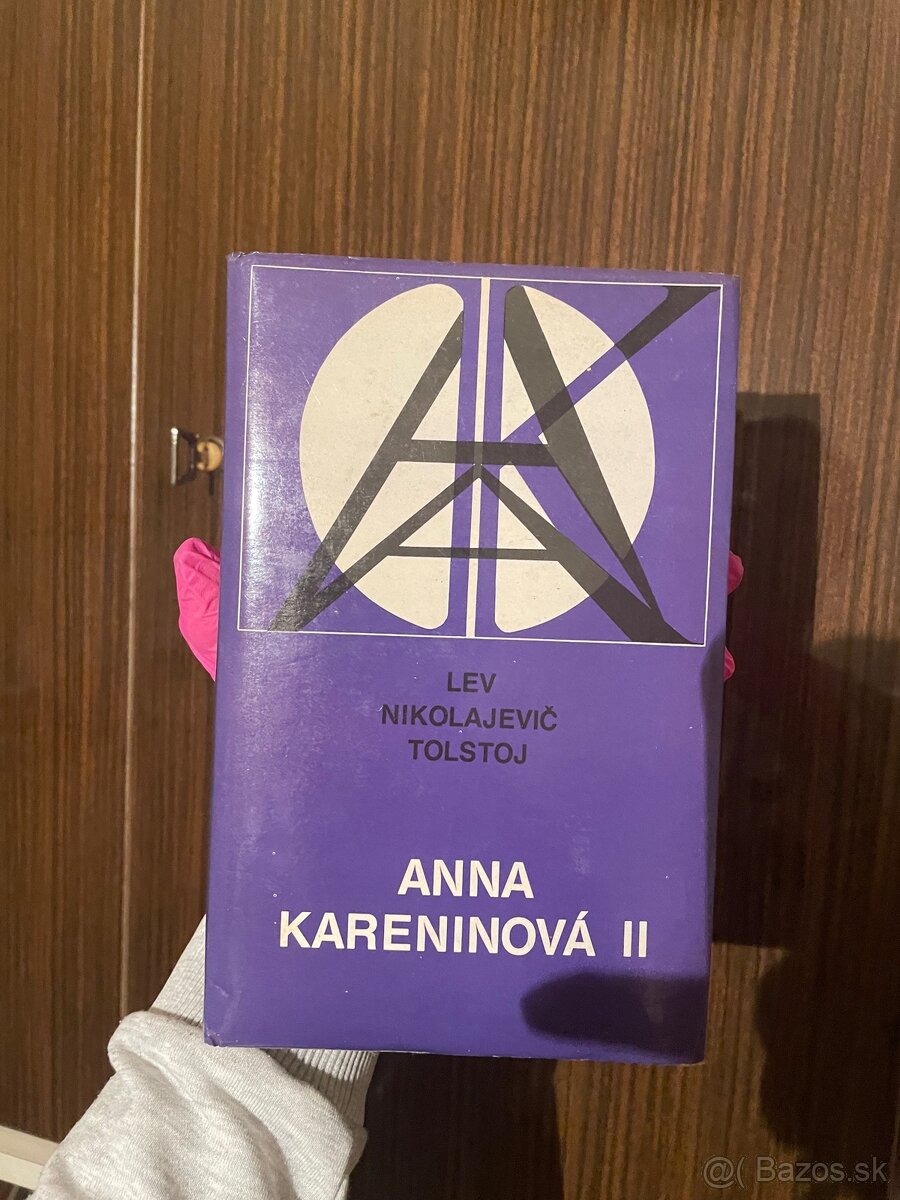 LEV
NIKOLAJEVIČ
TOLSTOJ
ANNA
KARENINOVÁ II
@( Bazos.sk